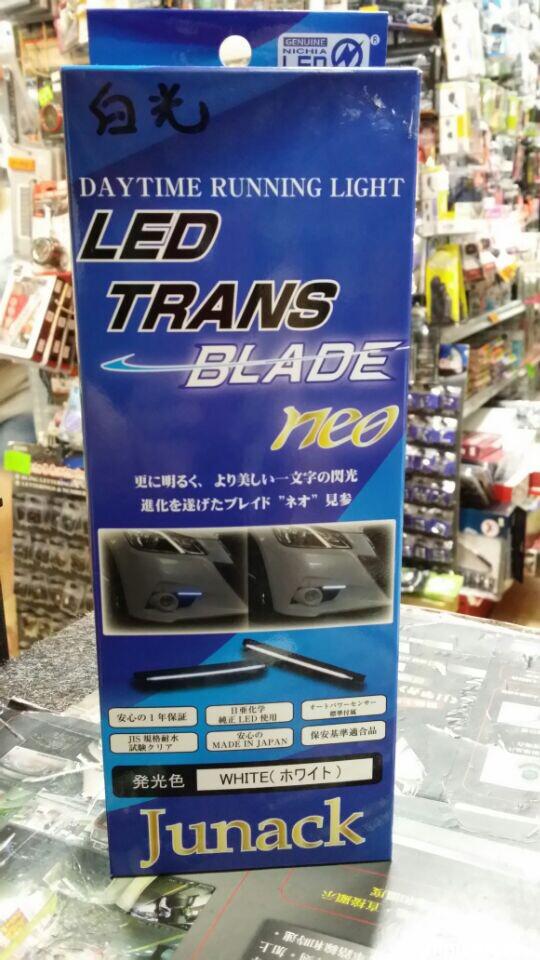 GENUINE
NICHIA
LED
®
白光
DAYTIME RUNNING LIGHT
LED
TRANS
BLADE
neo
更に明るく、より美しい一文字の閃光
進化を遂げたブレイド "ネオ" 見参
安心の1年保証
日亜化学
純正LED使用
オートパワーセンサー
標準付属
JIS規格耐水
試験クリア
安心の
MADE IN JAPAN
保安基準適合品
発光色
WHITE(ホワイト)
Junack
直接顯示